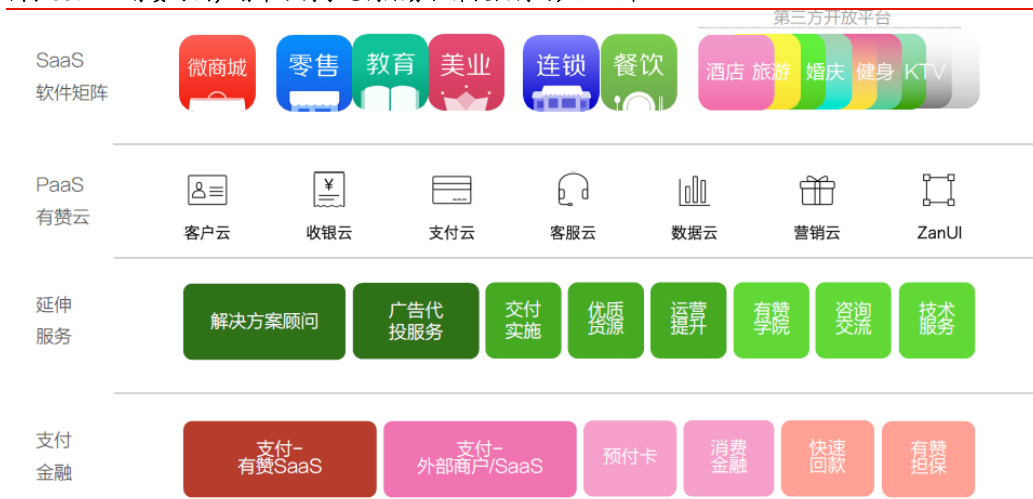 第三方开放平台
SaaS
软件矩阵
微商城
零售
教育
美业
连锁
餐饮
酒店
旅游
婚庆
健身
KTV
PaaS
有赞云
¥
客户云
收银云
支付云
客服云
数据云
营销云
ZanUI
延伸
服务
解决方案顾问
广告代
投服务
交付
实施
优质
货源
运营
提升
有赞
学院
咨询
交流
技术
服务
支付
金融
支付-
有赞SaaS
支付-
外部商户/SaaS
预付卡
消费
金融
快速
回款
有赞
担保